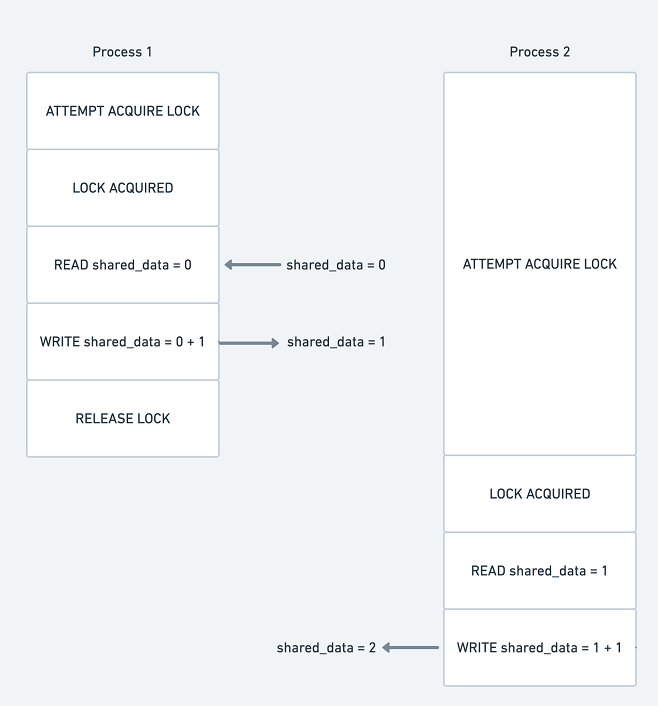 Process 1
Process 2
ATTEMPT ACQUIRE LOCK
LOCK ACQUIRED
READ shared_data = 0
shared_data = 0
ATTEMPT ACQUIRE LOCK
WRITE shared_data = 0 + 1
shared_data = 1
RELEASE LOCK
LOCK ACQUIRED
READ shared_data = 1
shared_data = 2
WRITE shared_data = 1 + 1